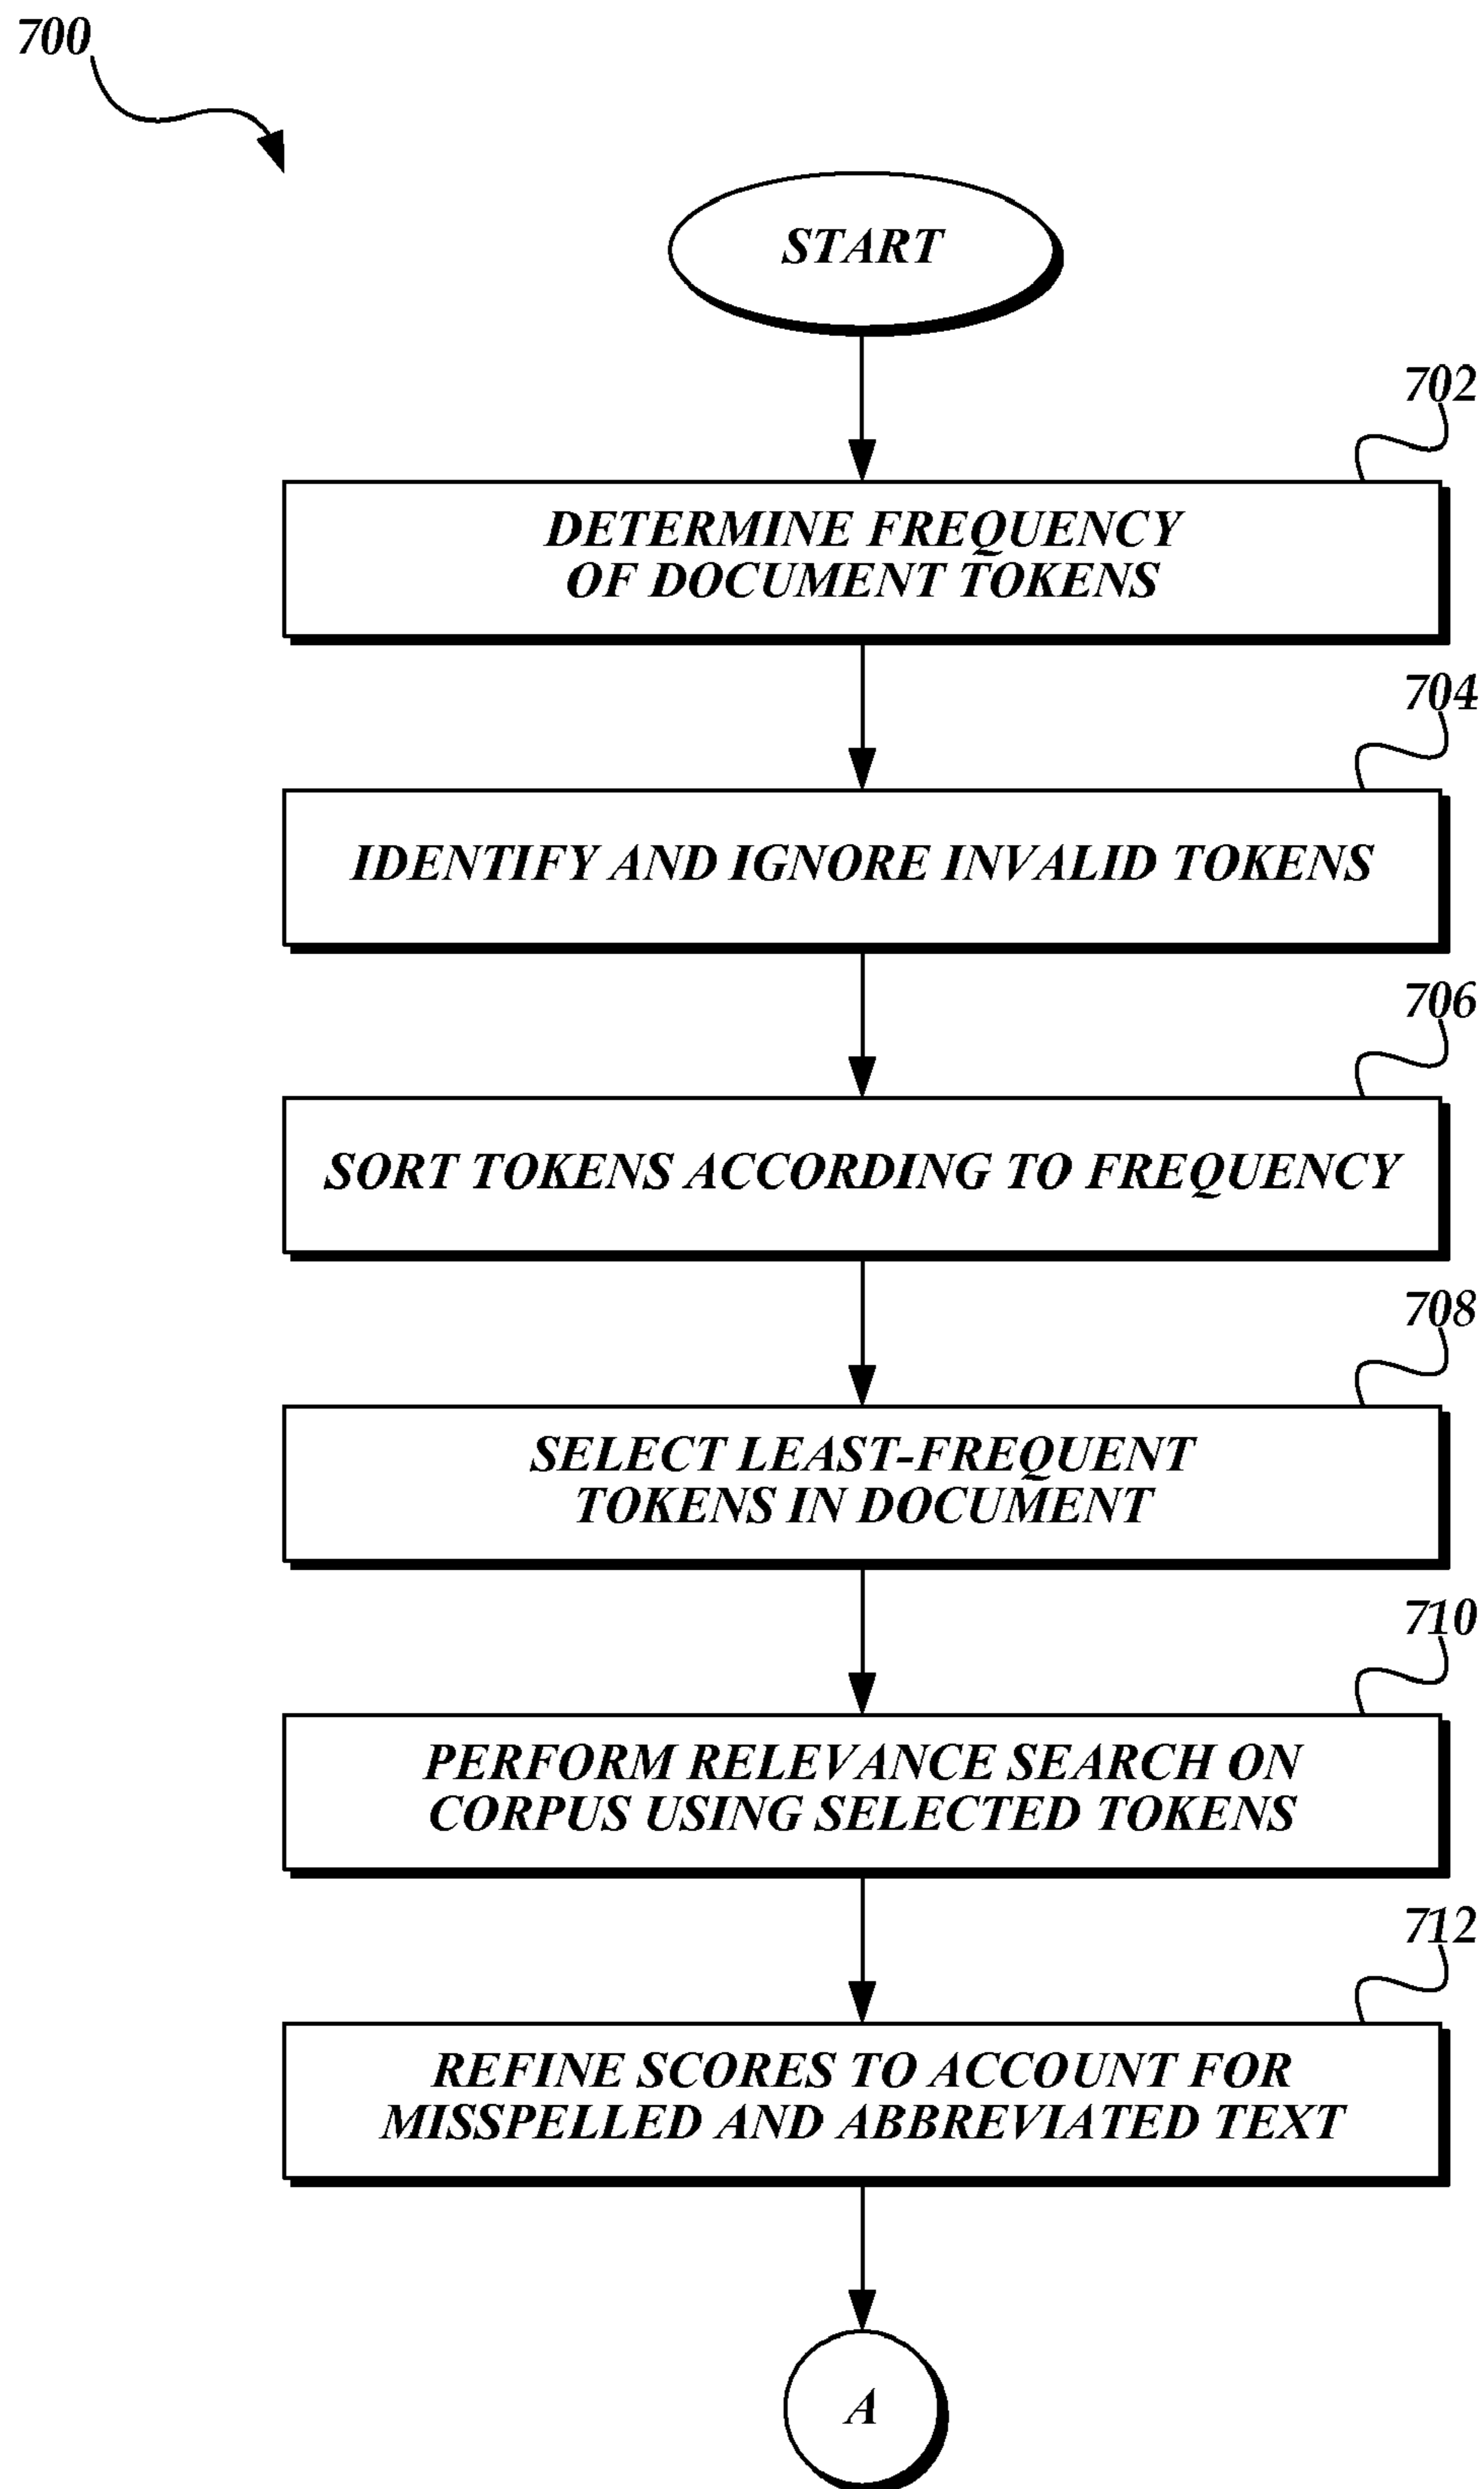 700
START
702
DETERMINE FREQUENCY
OF DOCUMENT TOKENS
704
IDENTIFY AND IGNORE INVALID TOKENS
706
SORT TOKENS ACCORDING TO FREQUENCY
708
SELECT LEAST-FREQUENT
TOKENS IN DOCUMENT
710
PERFORM RELEVANCE SEARCH ON
CORPUS USING SELECTED TOKENS
712
REFINE SCORES TO ACCOUNT FOR
MISSPELLED AND ABBREVIATED TEXT
A